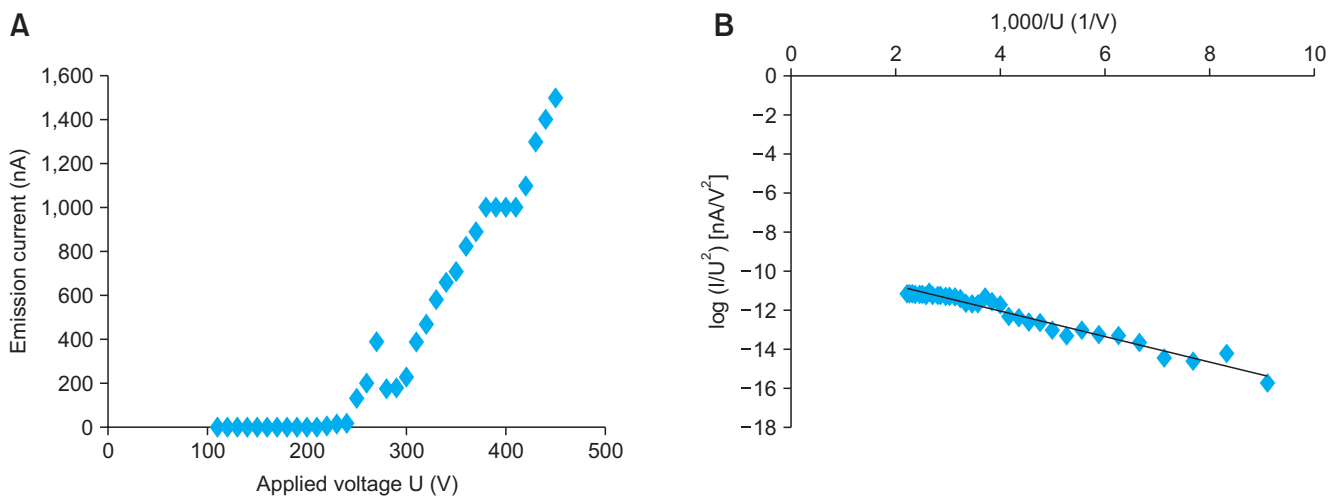 A
1,600
1,400
1,200
1,000
800
600
400
200
0
Emission current (nA)
0 100 200 300 400 500
Applied voltage U (V)
B
1,000/U (1/V)
0 2 4 6 8 10
0
−2
−4
−6
−8
−10
−12
−14
−16
−18
log (I/U²) [nA/V²]